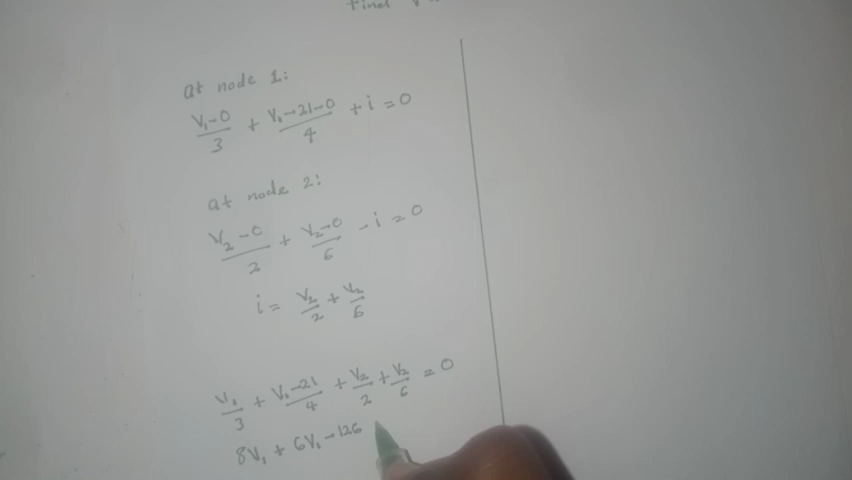 at node 1:
V₁-0/3 + V₁-21-0/4 + i = 0
at node 2:
V₂-0/2 + V₂-0/6 - i = 0
i = V₂/2 + V₂/6
V₁/3 + V₁-21/4 + V₂/2 + V₂/6 = 0
8V₁ + 6V₁ - 126